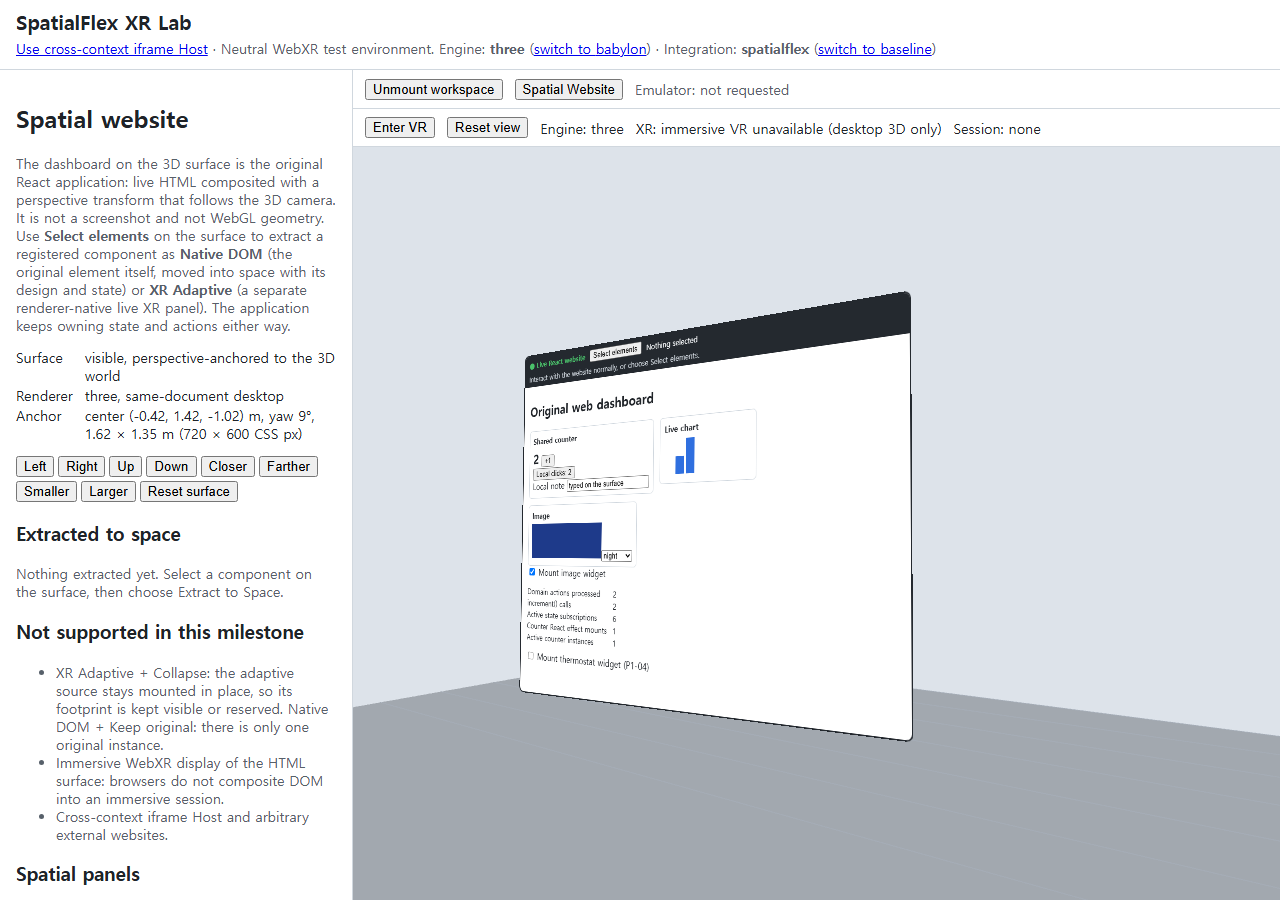 SpatialFlex XR Lab
Use cross-context iframe Host · Neutral WebXR test environment. Engine: three (switch to babylon) · Integration: spatialflex (switch to baseline)
Spatial website
The dashboard on the 3D surface is the original
React application: live HTML composited with a
perspective transform that follows the 3D camera.
It is not a screenshot and not WebGL geometry.
Use Select elements on the surface to extract a
registered component as Native DOM (the
original element itself, moved into space with its
design and state) or XR Adaptive (a separate
renderer-native live XR panel). The application
keeps owning state and actions either way.
Surface visible, perspective-anchored to the 3D
world
Renderer three, same-document desktop
Anchor center (-0.42, 1.42, -1.02) m, yaw 9°,
1.62 × 1.35 m (720 × 600 CSS px)
Left Right Up Down Closer Farther
Smaller Larger Reset surface
Extracted to space
Nothing extracted yet. Select a component on
the surface, then choose Extract to Space.
Not supported in this milestone
• XR Adaptive + Collapse: the adaptive
source stays mounted in place, so its
footprint is kept visible or reserved. Native
DOM + Keep original: there is only one
original instance.
• Immersive WebXR display of the HTML
surface: browsers do not composite DOM
into an immersive session.
• Cross-context iframe Host and arbitrary
external websites.
Spatial panels
Unmount workspace Spatial Website Emulator: not requested
Enter VR Reset view Engine: three XR: immersive VR unavailable (desktop 3D only) Session: none
Live React website Select elements Nothing selected
Interact with the website normally, or choose Select elements.
Original web dashboard
Shared counter
2 +1
Local clicks: 2
Local note typed on the surface
Live chart
Image
night
Mount image widget
Domain actions processed 2
increment() calls 2
Active state subscriptions 6
Counter React effect mounts 1
Active counter instances 1
Mount thermostat widget (P1-04)